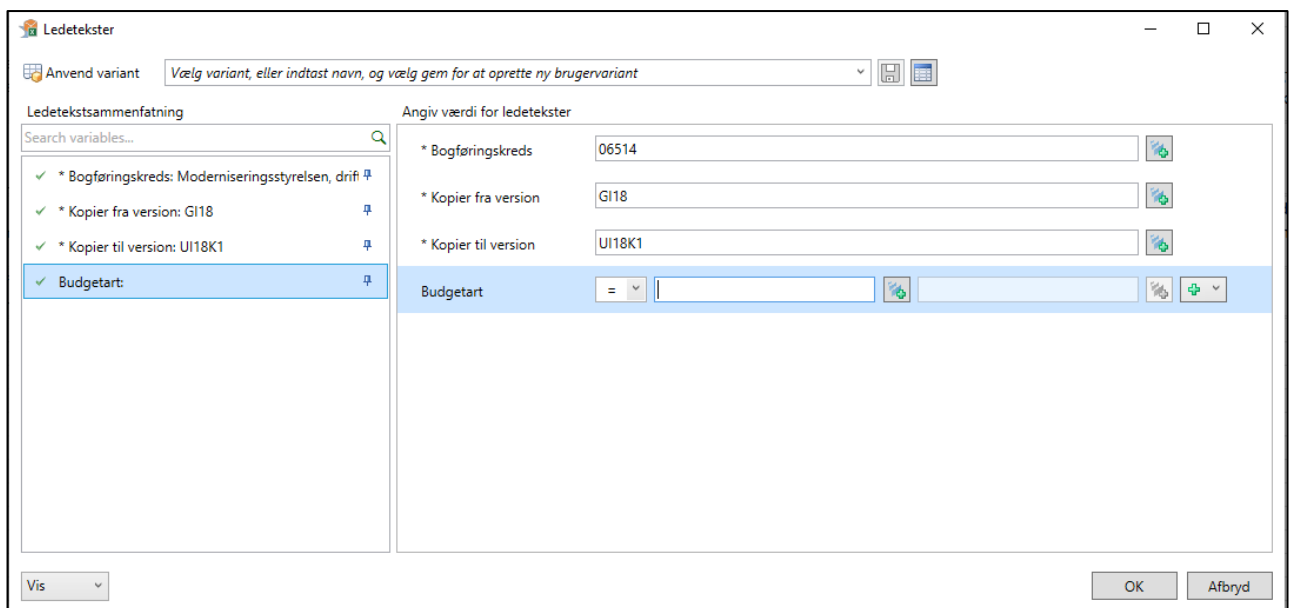 Ledetekster
Anvend variant Vælg variant, eller indtast navn, og vælg gem for at oprette ny brugervariant
Ledetekstsammenfatning
Search variables...
* Bogføringskreds: Moderniseringsstyrelsen, drift
* Kopier fra version: GI18
* Kopier til version: UI18K1
Budgetart:
Angiv værdi for ledetekster
* Bogføringskreds 06514
* Kopier fra version GI18
* Kopier til version UI18K1
Budgetart =
Vis
OK Afbryd